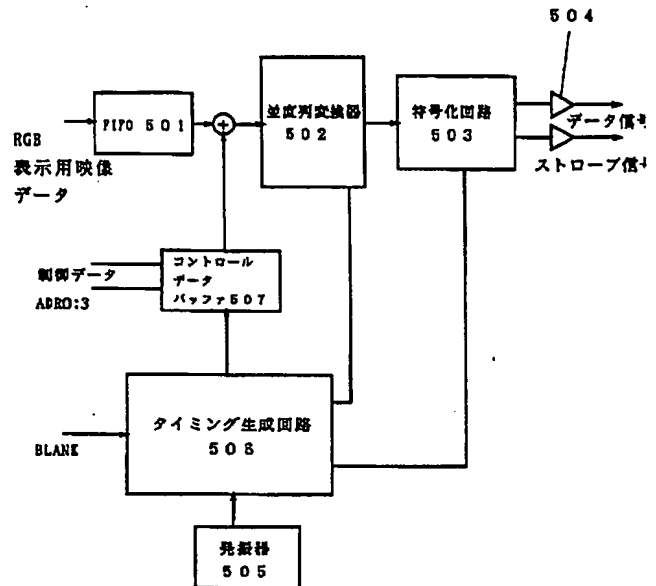 504
FIFO 501
並直列変換器
502
符号化回路
503
データ信号
ストローブ信号
RGB
表示用映像
データ
制御データ
ADR0:3
コントロール
データ
バッファ507
BLANK
タイミング生成回路
508
発振器
505